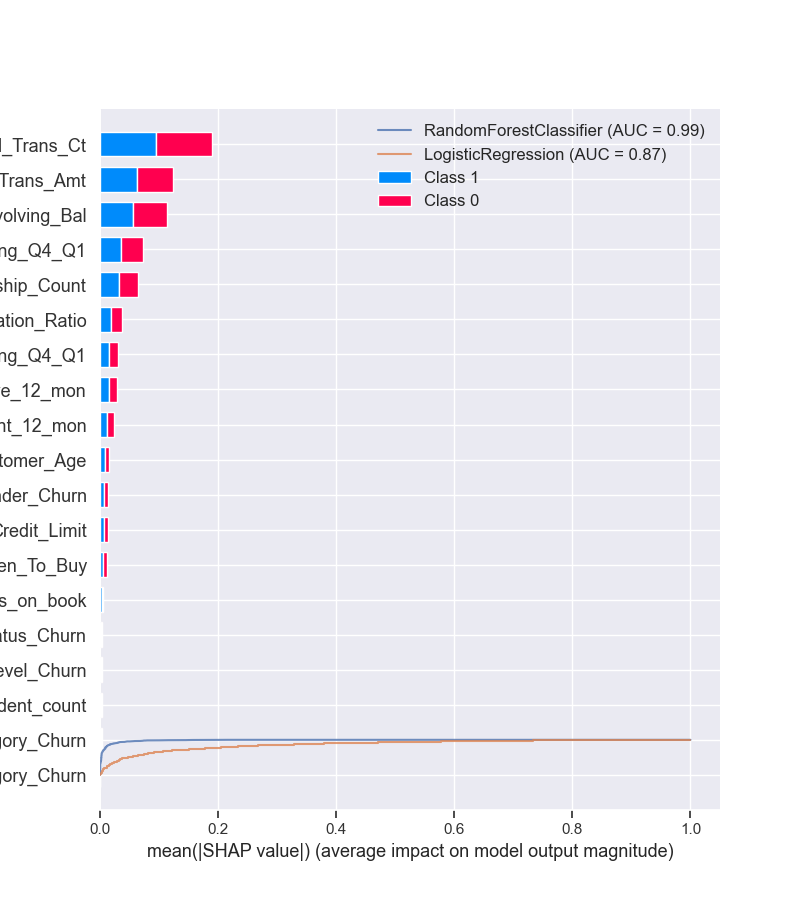 RandomForestClassifier (AUC = 0.99)
LogisticRegression (AUC = 0.87)
Class 1
Class 0
l_Trans_Ct
Trans_Amt
volving_Bal
ng_Q4_Q1
ship_Count
ation_Ratio
ng_Q4_Q1
ve_12_mon
nt_12_mon
tomer_Age
nder_Churn
Credit_Limit
en_To_Buy
s_on_book
atus_Churn
evel_Churn
dent_count
gory_Churn
gory_Churn
0.0 0.2 0.4 0.6 0.8 1.0
mean(|SHAP value|) (average impact on model output magnitude)